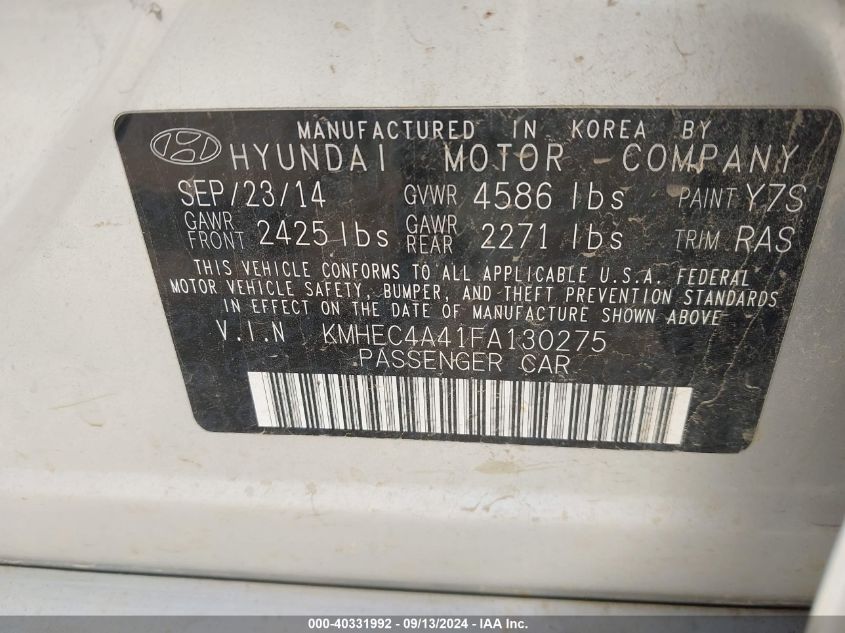 MANUFACTURED IN KOREA BY
HYUNDAI MOTOR COMPANY
SEP/23/14 GVWR 4586 lbs PAINT Y7S
GAWR FRONT 2425 lbs GAWR REAR 2271 lbs TRIM RAS
THIS VEHICLE CONFORMS TO ALL APPLICABLE U.S.A. FEDERAL
MOTOR VEHICLE SAFETY, BUMPER, AND THEFT PREVENTION STANDARDS
IN EFFECT ON THE DATE OF MANUFACTURE SHOWN ABOVE.
V.I.N KMHEC4A41FA130275
PASSENGER CAR
000-40331992 - 09/13/2024 - IAA Inc.